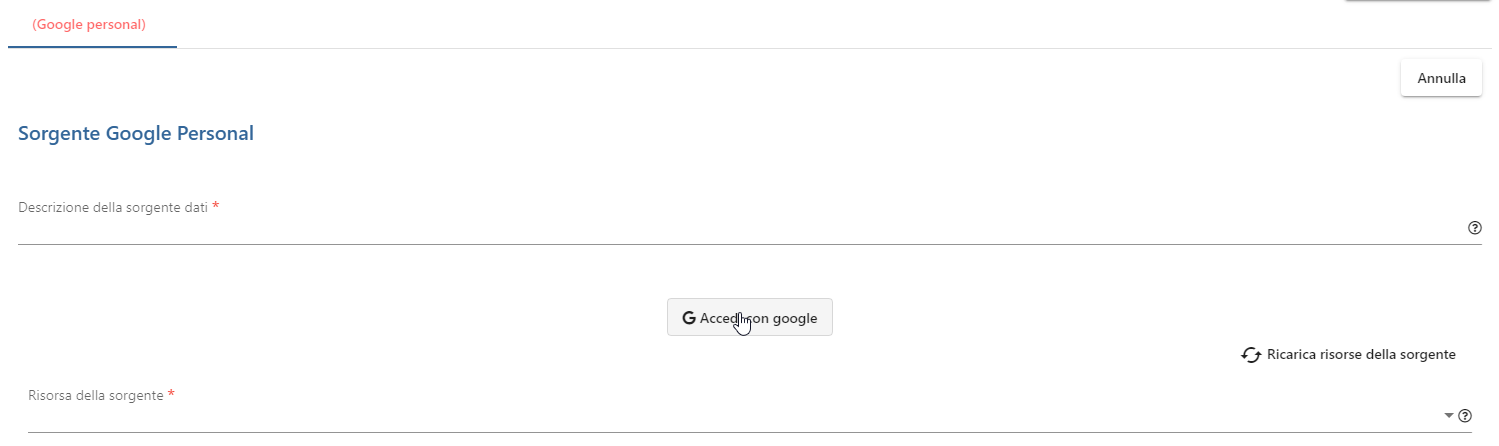 (Google personal)
Annulla
Sorgente Google Personal
Descrizione della sorgente dati *
Accedi con google
Ricarica risorse della sorgente
Risorsa della sorgente *